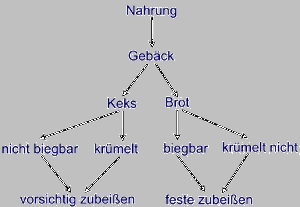 Nahrung
Gebäck
Keks Brot
nicht biegbar krümelt biegbar krümelt nicht
vorsichtig zubeißen feste zubeißen